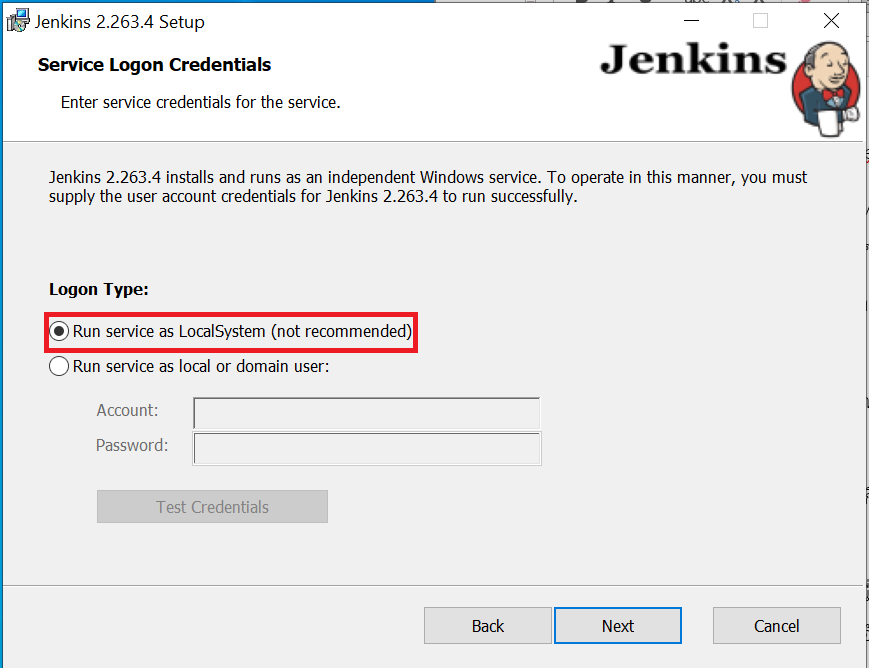 Jenkins 2.263.4 Setup
Service Logon Credentials
Jenkins
Enter service credentials for the service.
Jenkins 2.263.4 installs and runs as an independent Windows service. To operate in this manner, you must
supply the user account credentials for Jenkins 2.263.4 to run successfully.
Logon Type:
Run service as LocalSystem (not recommended)
Run service as local or domain user:
Account:
Password:
Test Credentials
Back
Next
Cancel